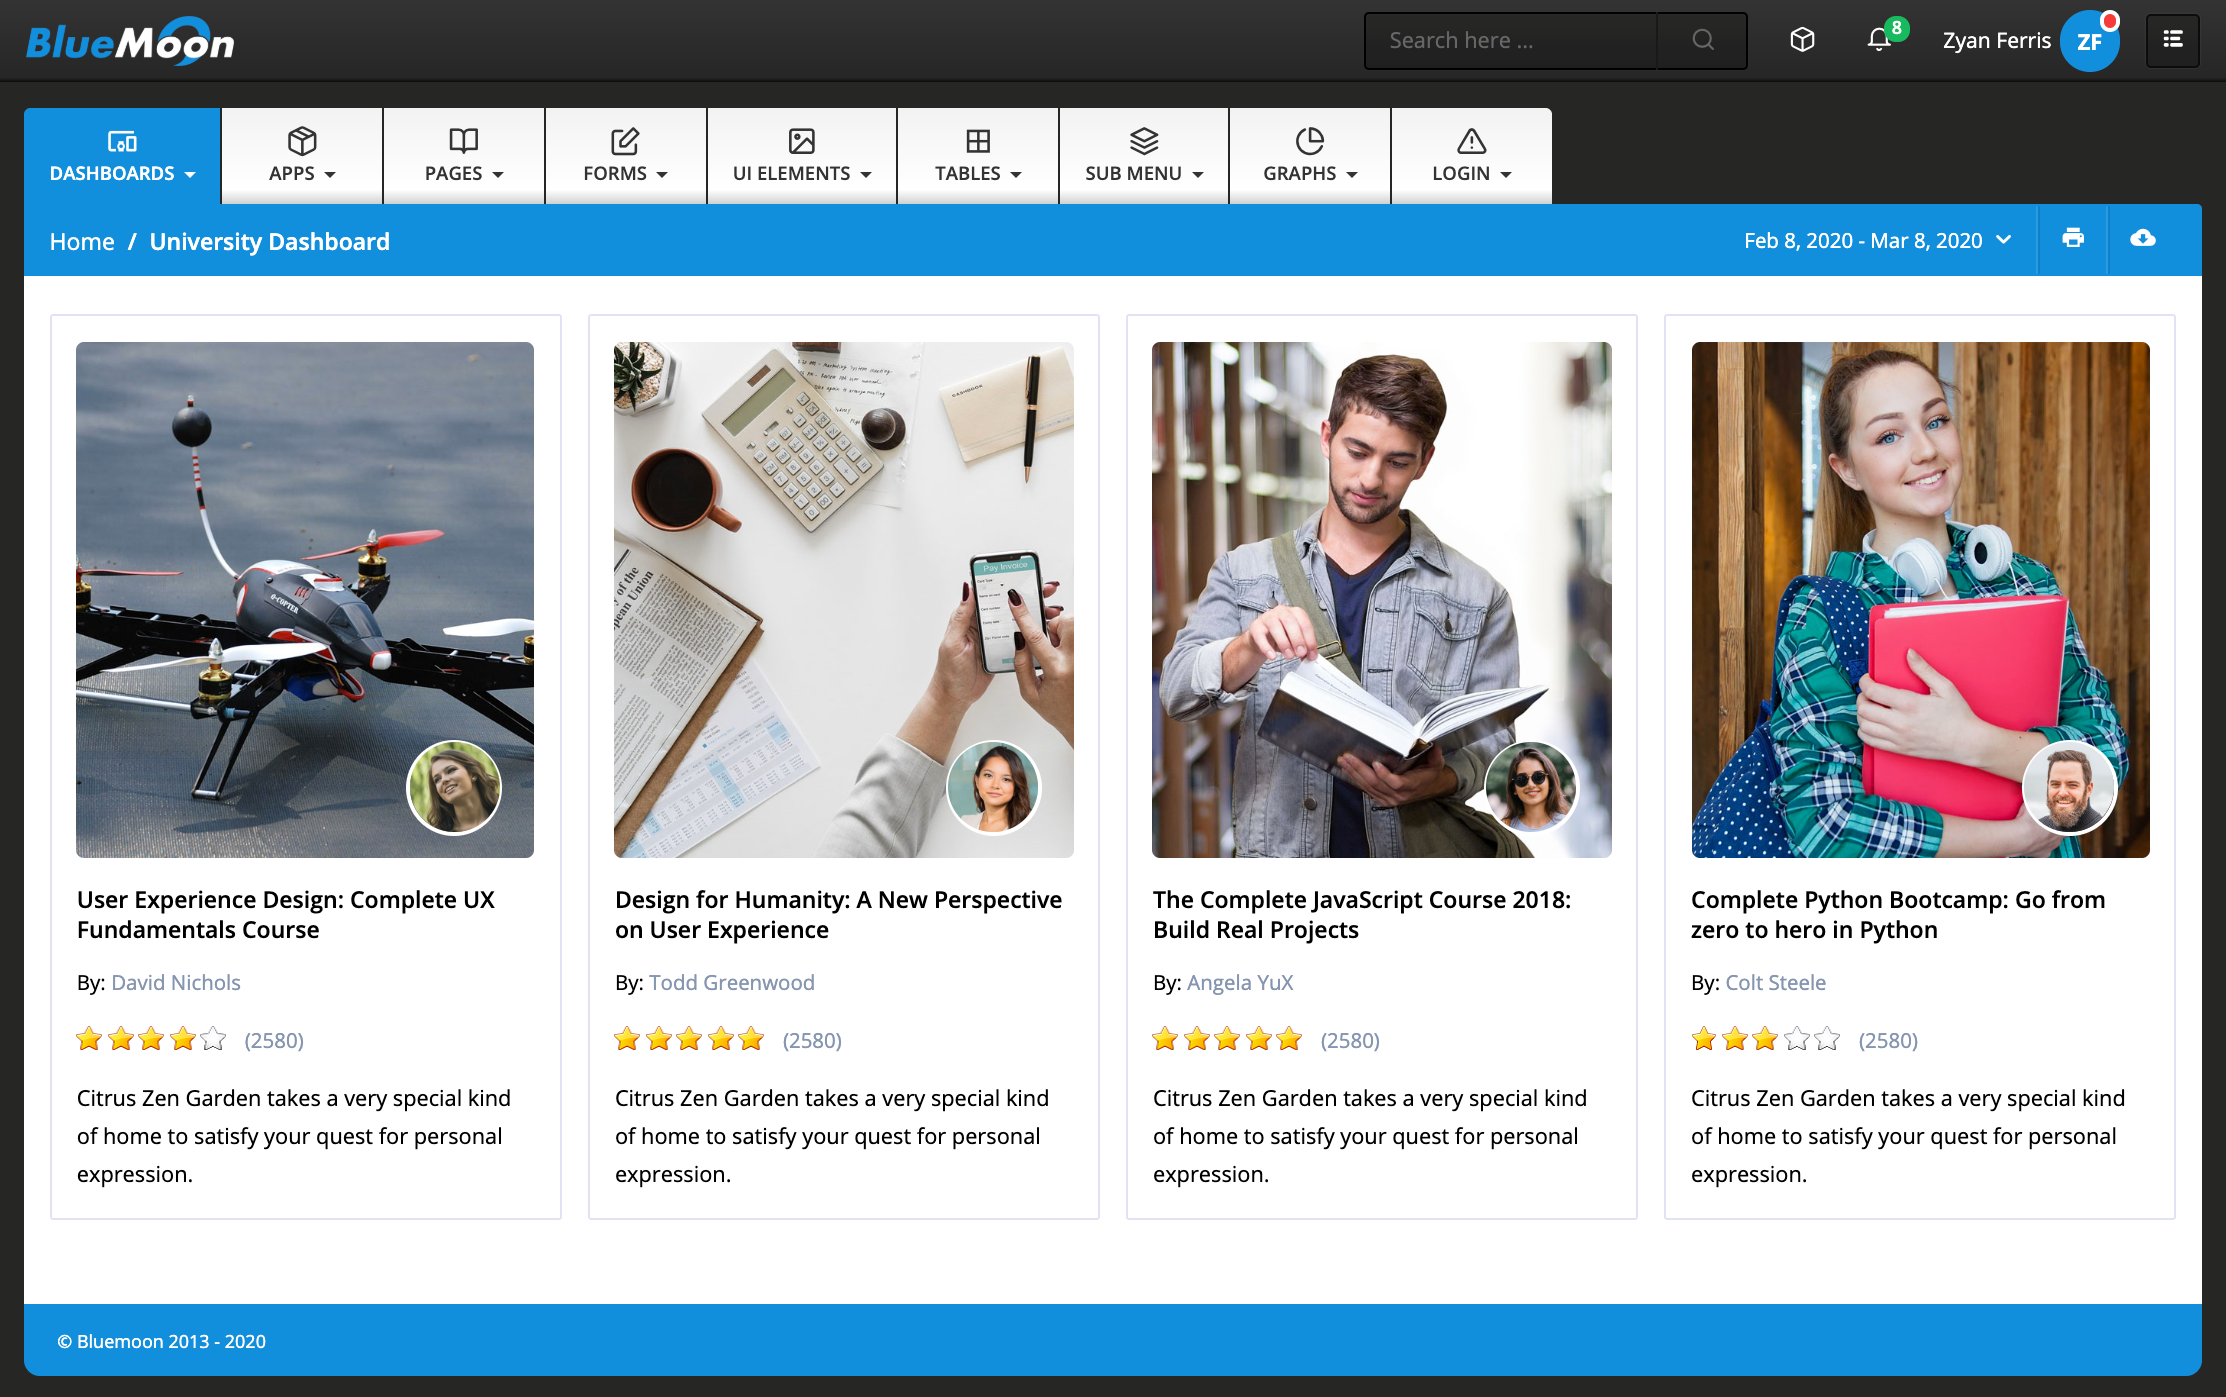 BlueMoon
Search here ...
8
Zyan Ferris
ZF
DASHBOARDS
APPS
PAGES
FORMS
UI ELEMENTS
TABLES
SUB MENU
GRAPHS
LOGIN
Home / University Dashboard
Feb 8, 2020 - Mar 8, 2020
Q-COPTER
CASHBOOK
Pay Invoice
User Experience Design: Complete UX
Fundamentals Course
By: David Nichols
(2580)
Citrus Zen Garden takes a very special kind
of home to satisfy your quest for personal
expression.
Design for Humanity: A New Perspective
on User Experience
By: Todd Greenwood
(2580)
Citrus Zen Garden takes a very special kind
of home to satisfy your quest for personal
expression.
The Complete JavaScript Course 2018:
Build Real Projects
By: Angela YuX
(2580)
Citrus Zen Garden takes a very special kind
of home to satisfy your quest for personal
expression.
Complete Python Bootcamp: Go from
zero to hero in Python
By: Colt Steele
(2580)
Citrus Zen Garden takes a very special kind
of home to satisfy your quest for personal
expression.
© Bluemoon 2013 - 2020